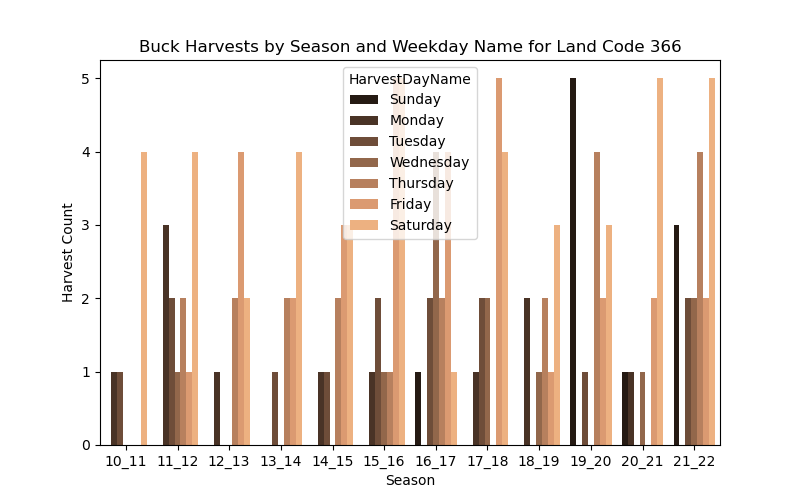 Buck Harvests by Season and Weekday Name for Land Code 366
HarvestDayName
Sunday
Monday
Tuesday
Wednesday
Thursday
Friday
Saturday
Harvest Count
5
4
3
2
1
0
10_11 11_12 12_13 13_14 14_15 15_16 16_17 17_18 18_19 19_20 20_21 21_22
Season